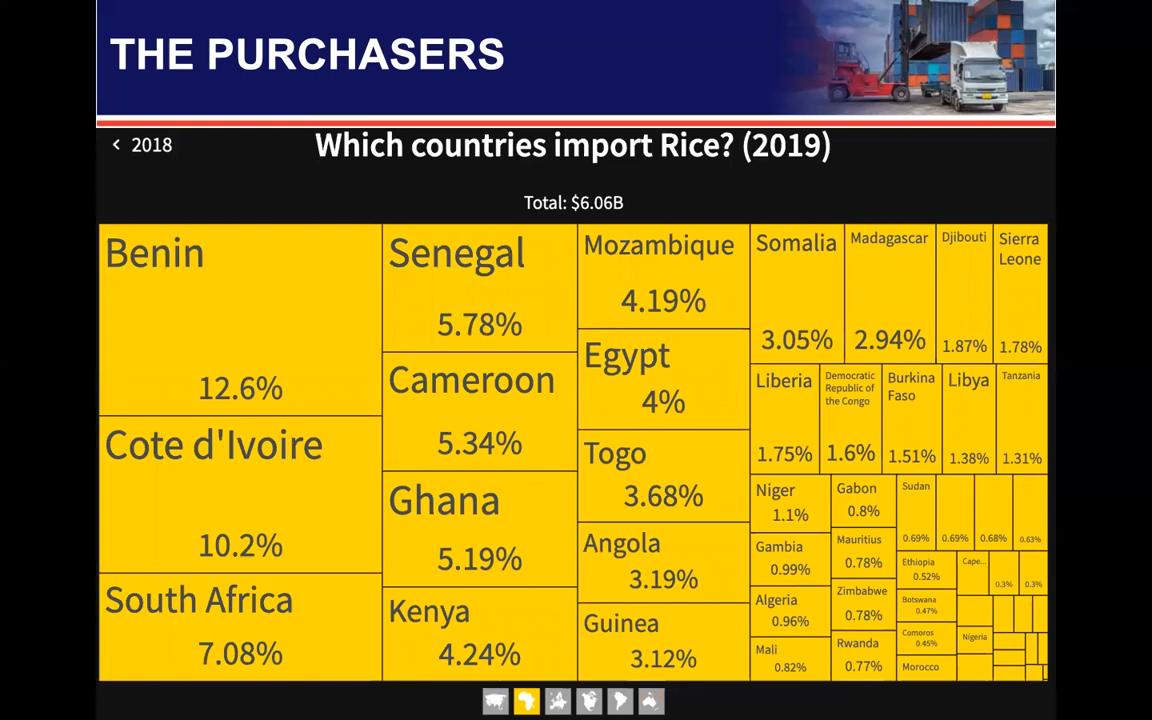 THE PURCHASERS
< 2018
Which countries import Rice? (2019)
Total: $6.06B
Benin
12.6%
Cote d'Ivoire
10.2%
South Africa
7.08%
Senegal
5.78%
Cameroon
5.34%
Ghana
5.19%
Kenya
4.24%
Mozambique
4.19%
Egypt
4%
Togo
3.68%
Angola
3.19%
Guinea
3.12%
Somalia
3.05%
Madagascar
2.94%
Djibouti
1.87%
Sierra
Leone
1.78%
Liberia
1.75%
Democratic
Republic of
the Congo
1.6%
Burkina
Faso
1.51%
Libya
1.38%
Tanzania
1.31%
Niger
1.1%
Gambia
0.99%
Algeria
0.96%
Mali
0.82%
Gabon
0.8%
Mauritius
0.78%
Zimbabwe
0.78%
Rwanda
0.77%
Sudan
0.69%
0.69%
0.68%
0.63%
Ethiopia
0.52%
Botswana
0.47%
Comoros
0.45%
Morocco
Cape...
0.3%
0.3%
Nigeria